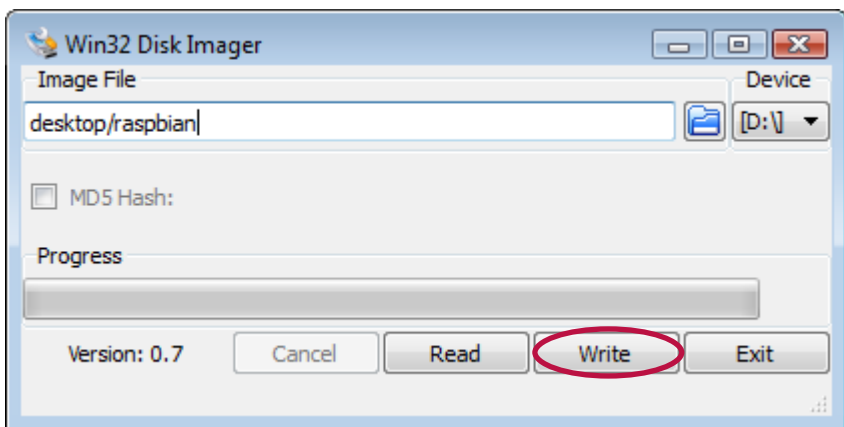 Win32 Disk Imager
Image File Device
desktop/raspbian [D:\]
MD5 Hash:
Progress
Version: 0.7 Cancel Read Write Exit